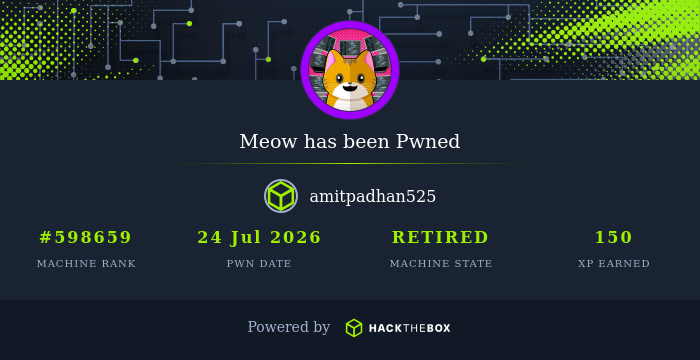 Meow has been Pwned
amitpadhan525
#598659
MACHINE RANK
24 Jul 2026
PWN DATE
RETIRED
MACHINE STATE
150
XP EARNED
Powered by HACKTHEBOX